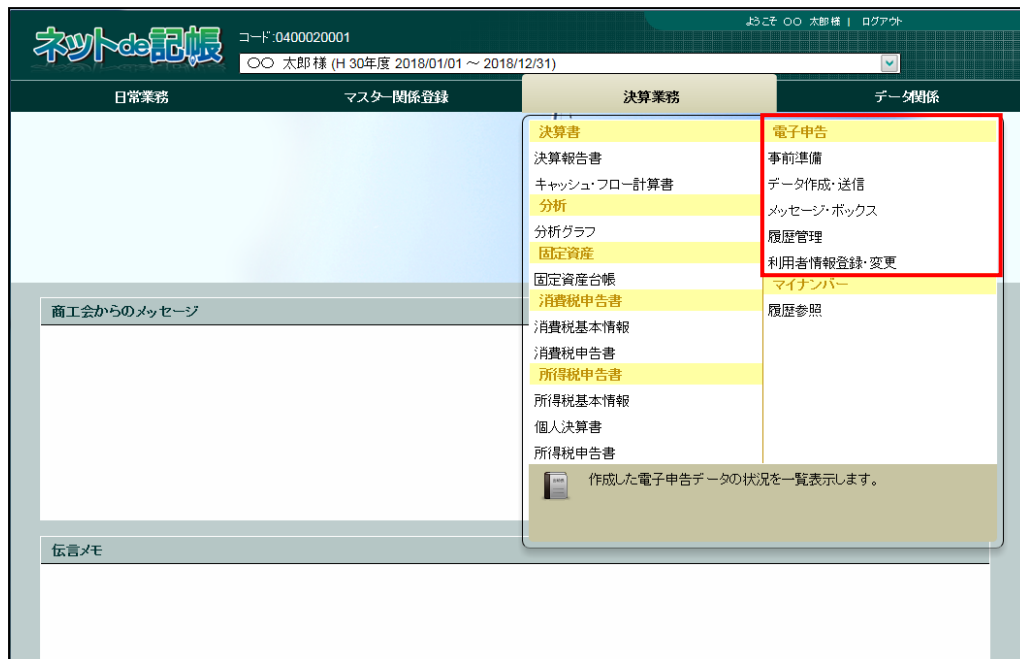 ようこそ 〇〇 太郎 様 | ログアウト
ネットde記帳
コード:0400020001
〇〇 太郎 様 (H 30年度 2018/01/01 ～ 2018/12/31)
日常業務 マスター関係登録 決算業務 データ関係
決算書
決算報告書
キャッシュ・フロー計算書
分析
分析グラフ
固定資産
固定資産台帳
消費税申告書
消費税基本情報
消費税申告書
所得税申告書
所得税基本情報
個人決算書
所得税申告書
電子申告
事前準備
データ作成・送信
メッセージ・ボックス
履歴管理
利用者情報登録・変更
マイナンバー
履歴参照
作成した電子申告データの状況を一覧表示します。
商工会からのメッセージ
伝言メモ